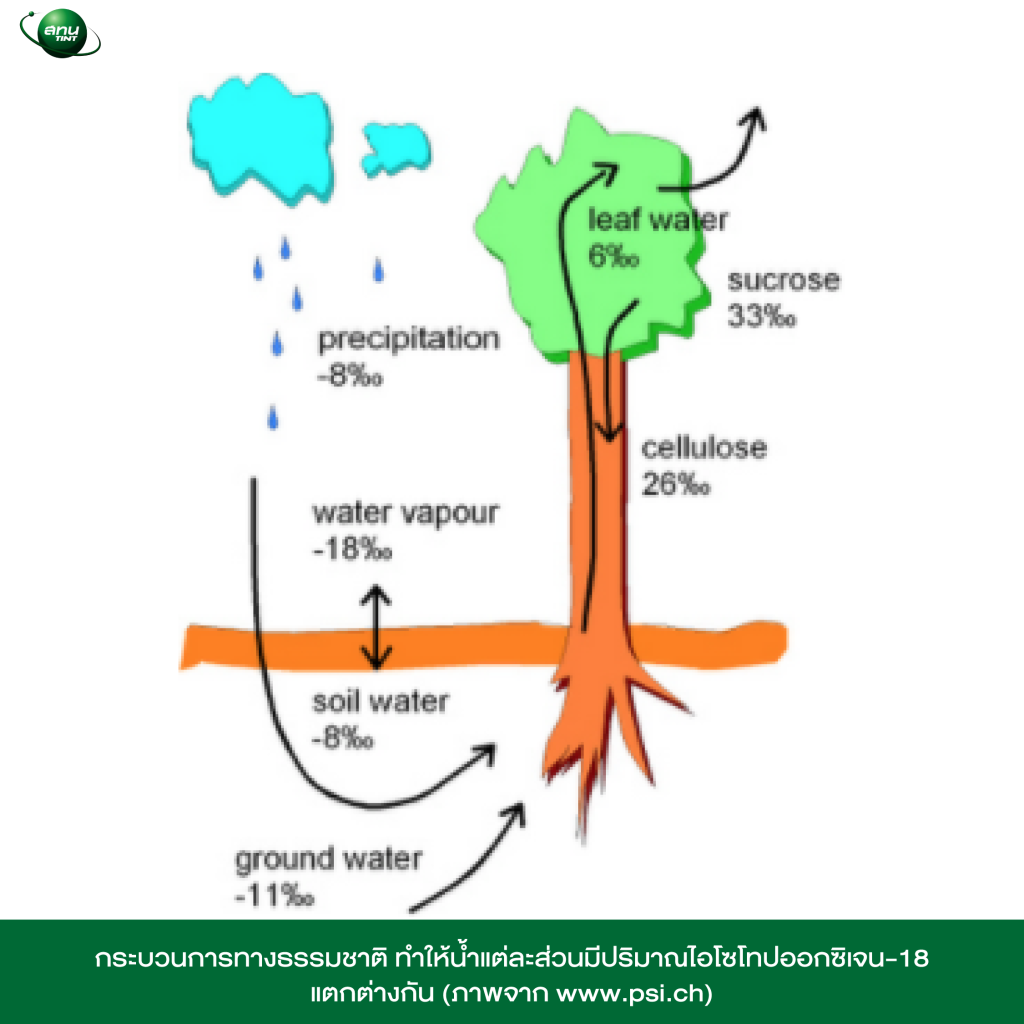 สทน
TINT
leaf water
6‰
sucrose
33‰
precipitation
-8‰
cellulose
26‰
water vapour
-18‰
soil water
-8‰
ground water
-11‰
กระบวนการทางธรรมชาติ ทำให้น้ำแต่ละส่วนมีปริมาณไอโซโทปออกซิเจน-18
แตกต่างกัน (ภาพจาก www.psi.ch)